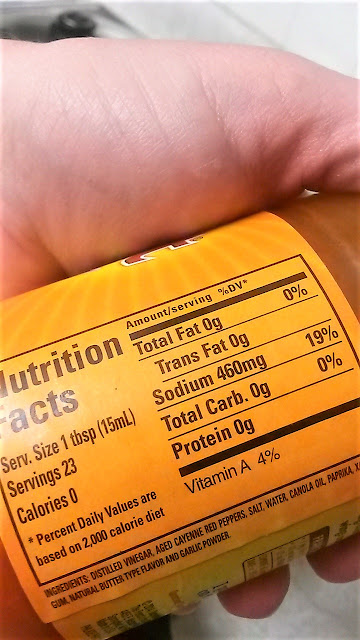 Nutrition
Facts
Serv. Size 1 tbsp (15mL)
Servings 23
Calories 0
* Percent Daily Values are
based on 2,000 calorie diet
Amount/serving %DV*
Total Fat 0g 0%
Trans Fat 0g
Sodium 460mg 19%
Total Carb. 0g 0%
Protein 0g
Vitamin A 4%
INGREDIENTS: DISTILLED VINEGAR, AGED CAYENNE RED PEPPERS, SALT, WATER, CANOLA OIL, PAPRIKA, X
GUM, NATURAL BUTTER TYPE FLAVOR AND GARLIC POWDER.